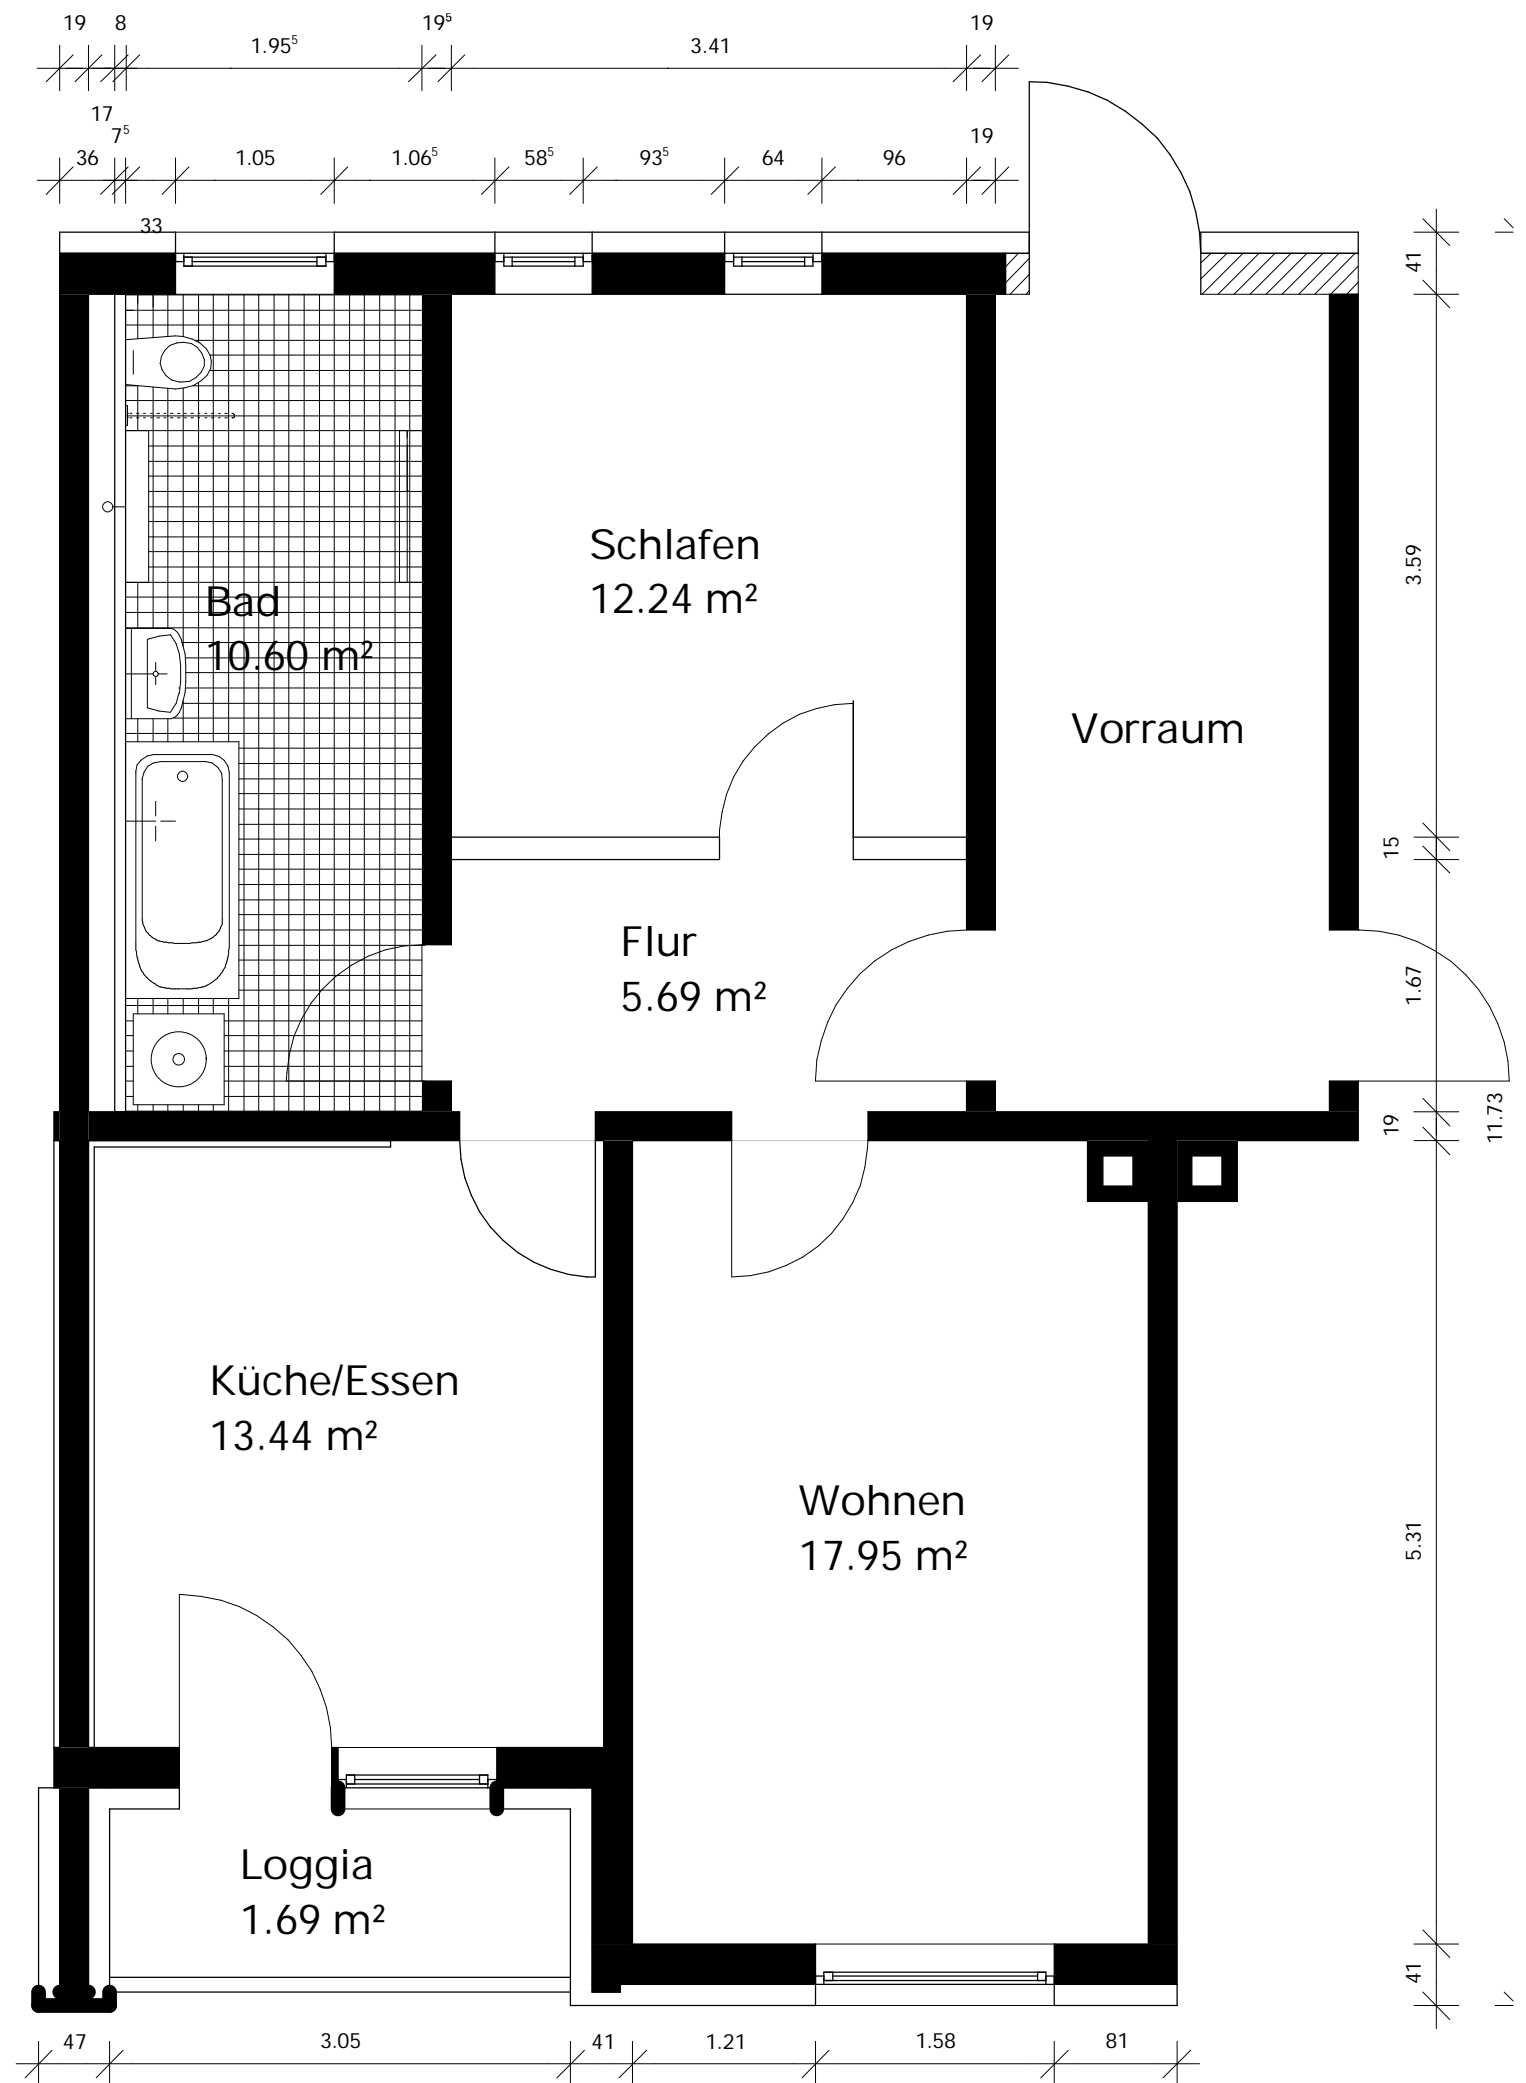 19 8 19⁵ 19
1.95⁵ 3.41
17
7⁵ 19
36 1.05 1.06⁵ 58⁵ 93⁵ 64 96
33
41
Schlafen
12.24 m²
3.59
Bad
10.60 m²
Vorraum
15
Flur
5.69 m²
1.67
19
11.73
Küche/Essen
13.44 m²
Wohnen
17.95 m²
5.31
Loggia
1.69 m²
41
47 3.05 41 1.21 1.58 81